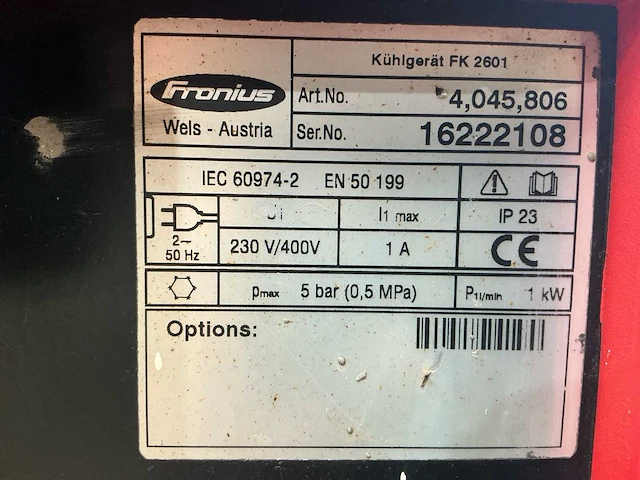 Fronius
Wels - Austria
Kühlgerät FK 2601
Art.No. 4,045,806
Ser.No. 16222108
IEC 60974-2 EN 50 199
2~
50 Hz
I1 max
IP 23
230 V/400V
1 A
CE
pmax 5 bar (0,5 MPa)
P1l/min 1 kW
Options: